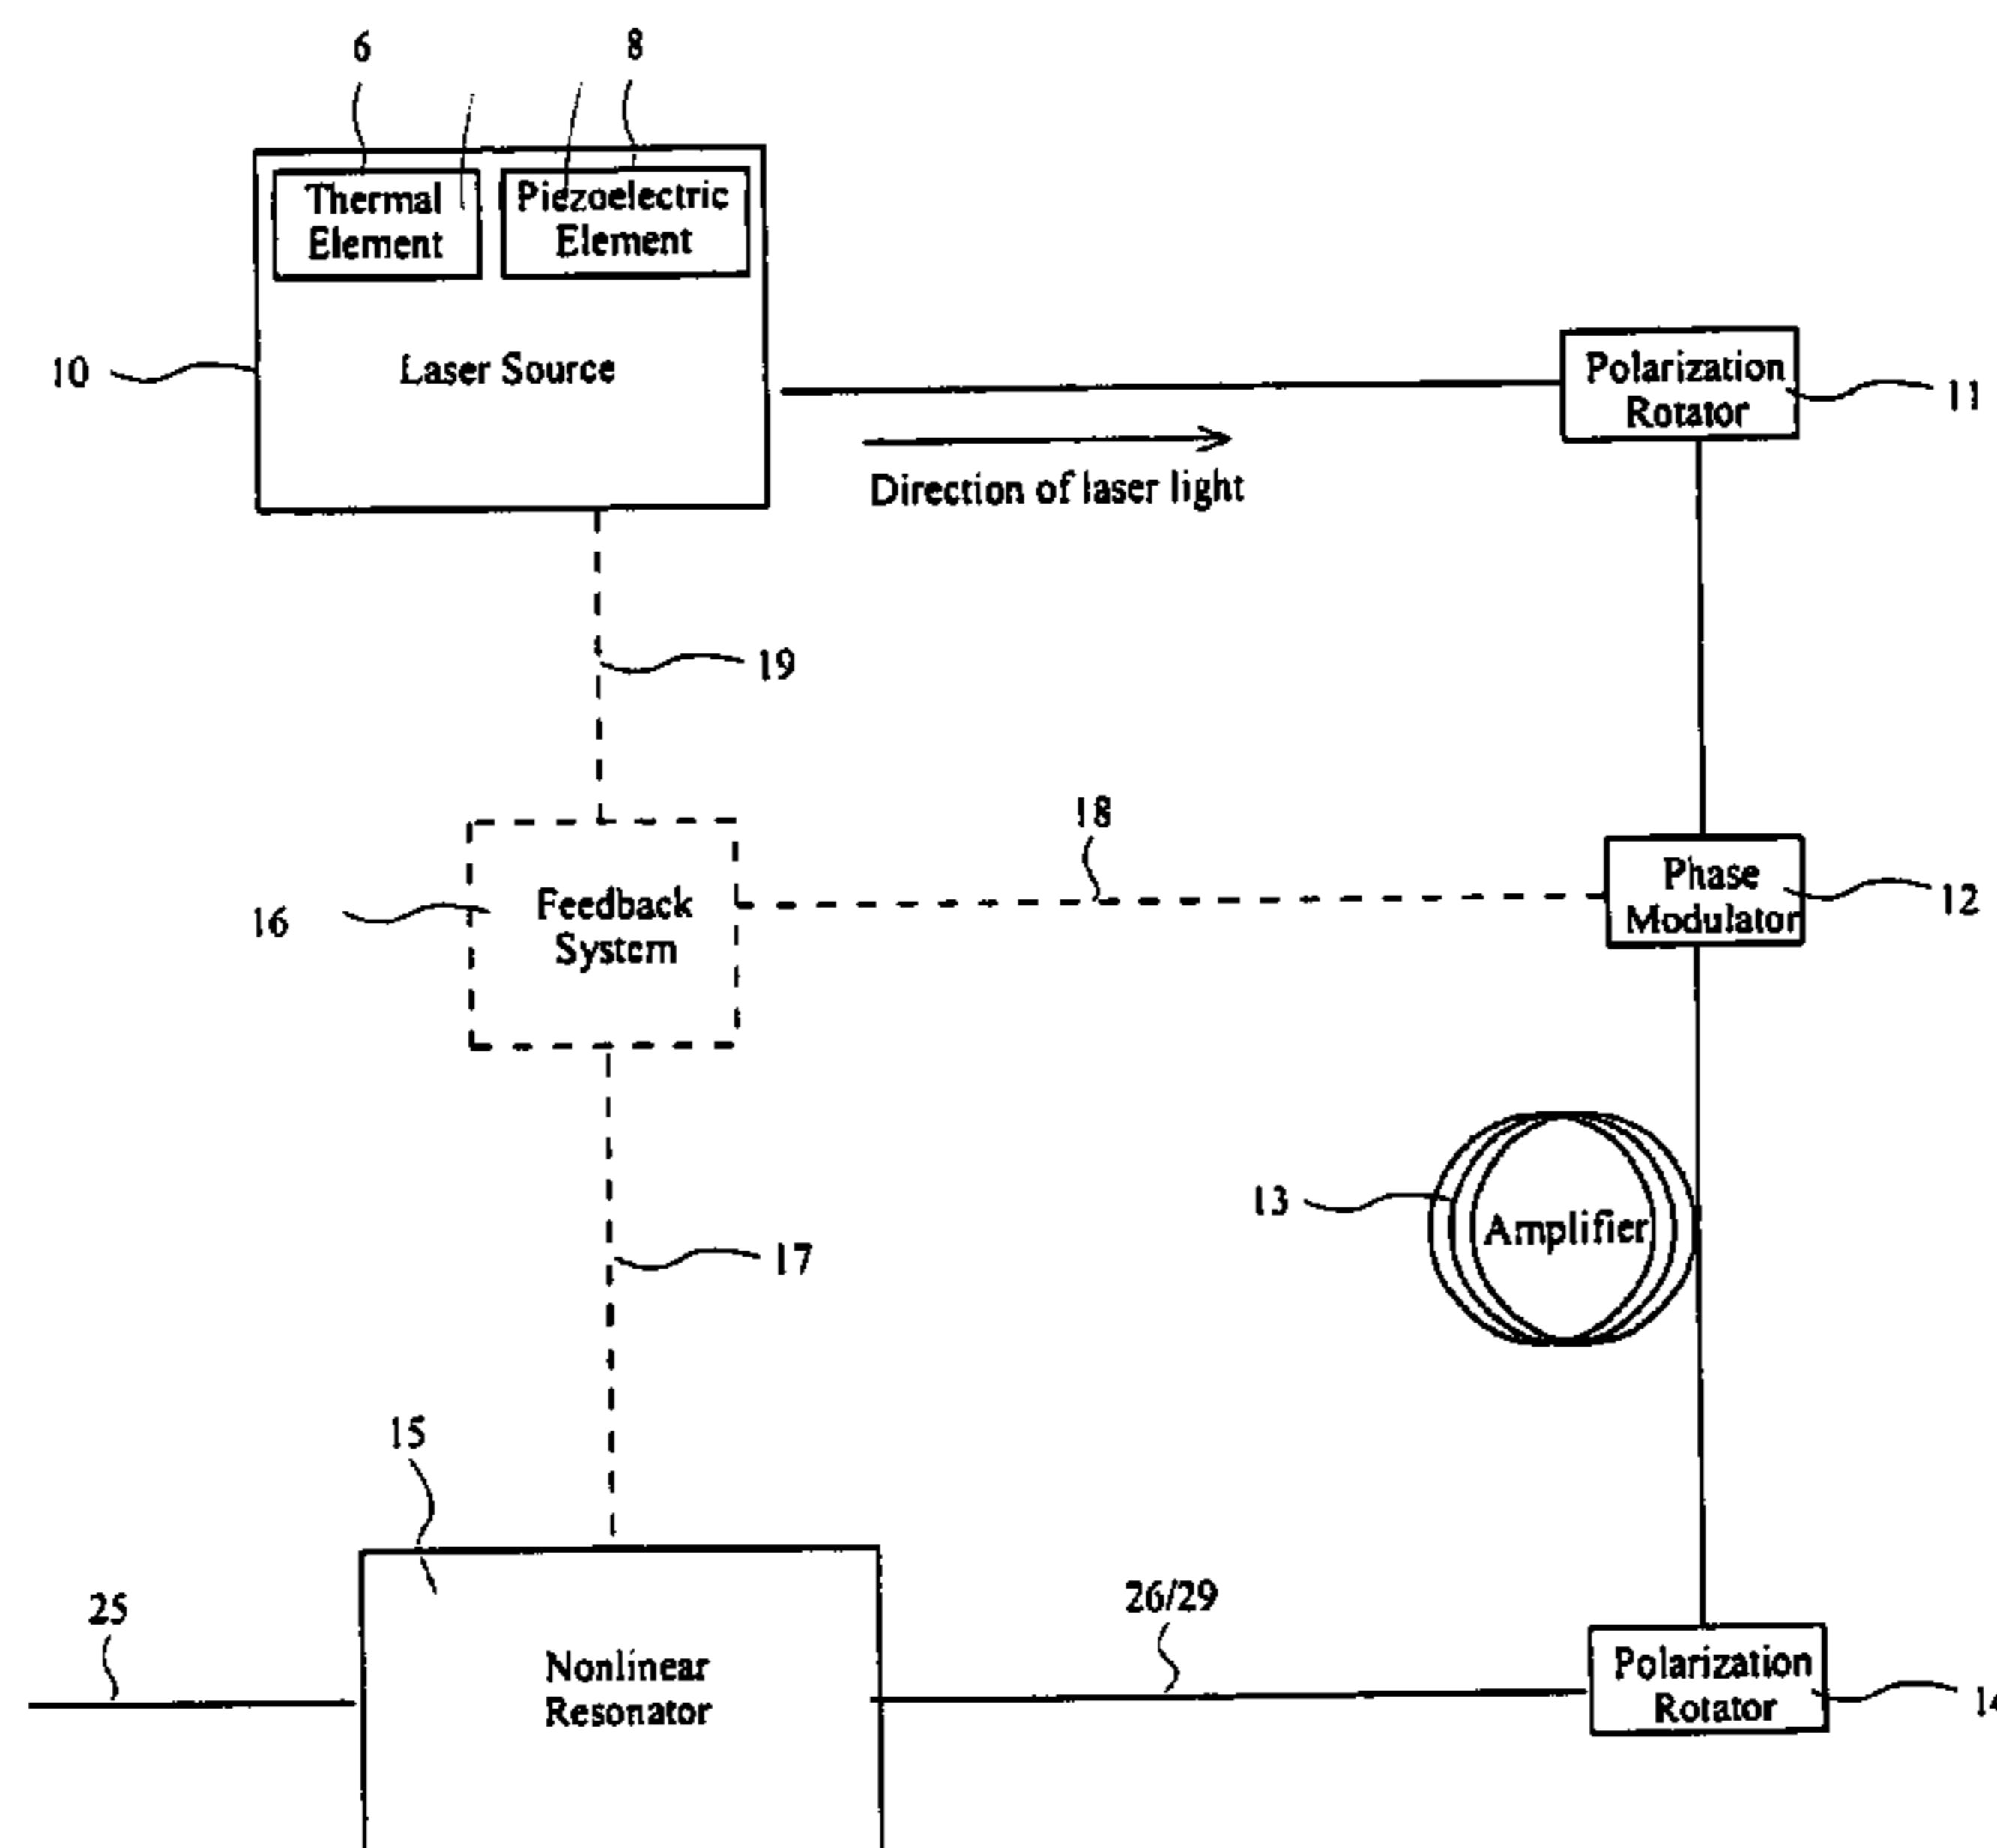 6
8
Thermal
Element
Piezoelectric
Element
10
Laser Source
Polarization
Rotator
11
Direction of laser light
19
18
Phase
Modulator
12
16
Feedback
System
13
Amplifier
17
15
25
26/29
Nonlinear
Resonator
Polarization
Rotator
14